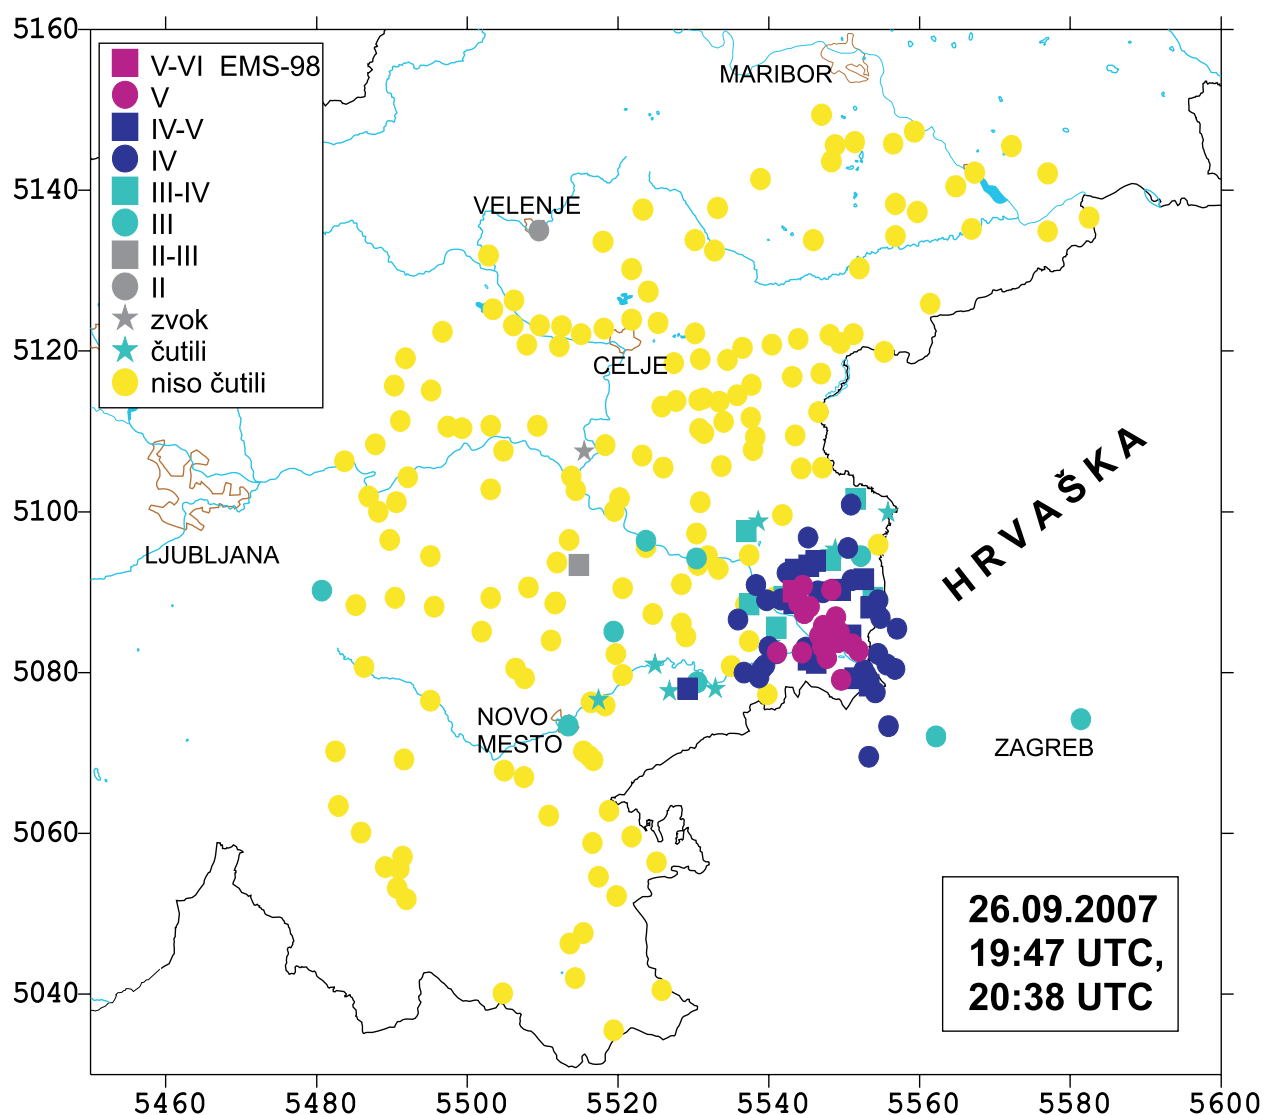 5160
5140
5120
5100
5080
5060
5040
V-VI EMS-98
V
IV-V
IV
III-IV
III
II-III
II
zvok
čutili
niso čutili
MARIBOR
VELENJE
CELJE
LJUBLJANA
HRVAŠKA
NOVO
MESTO
ZAGREB
26.09.2007
19:47 UTC,
20:38 UTC
5460 5480 5500 5520 5540 5560 5580 5600